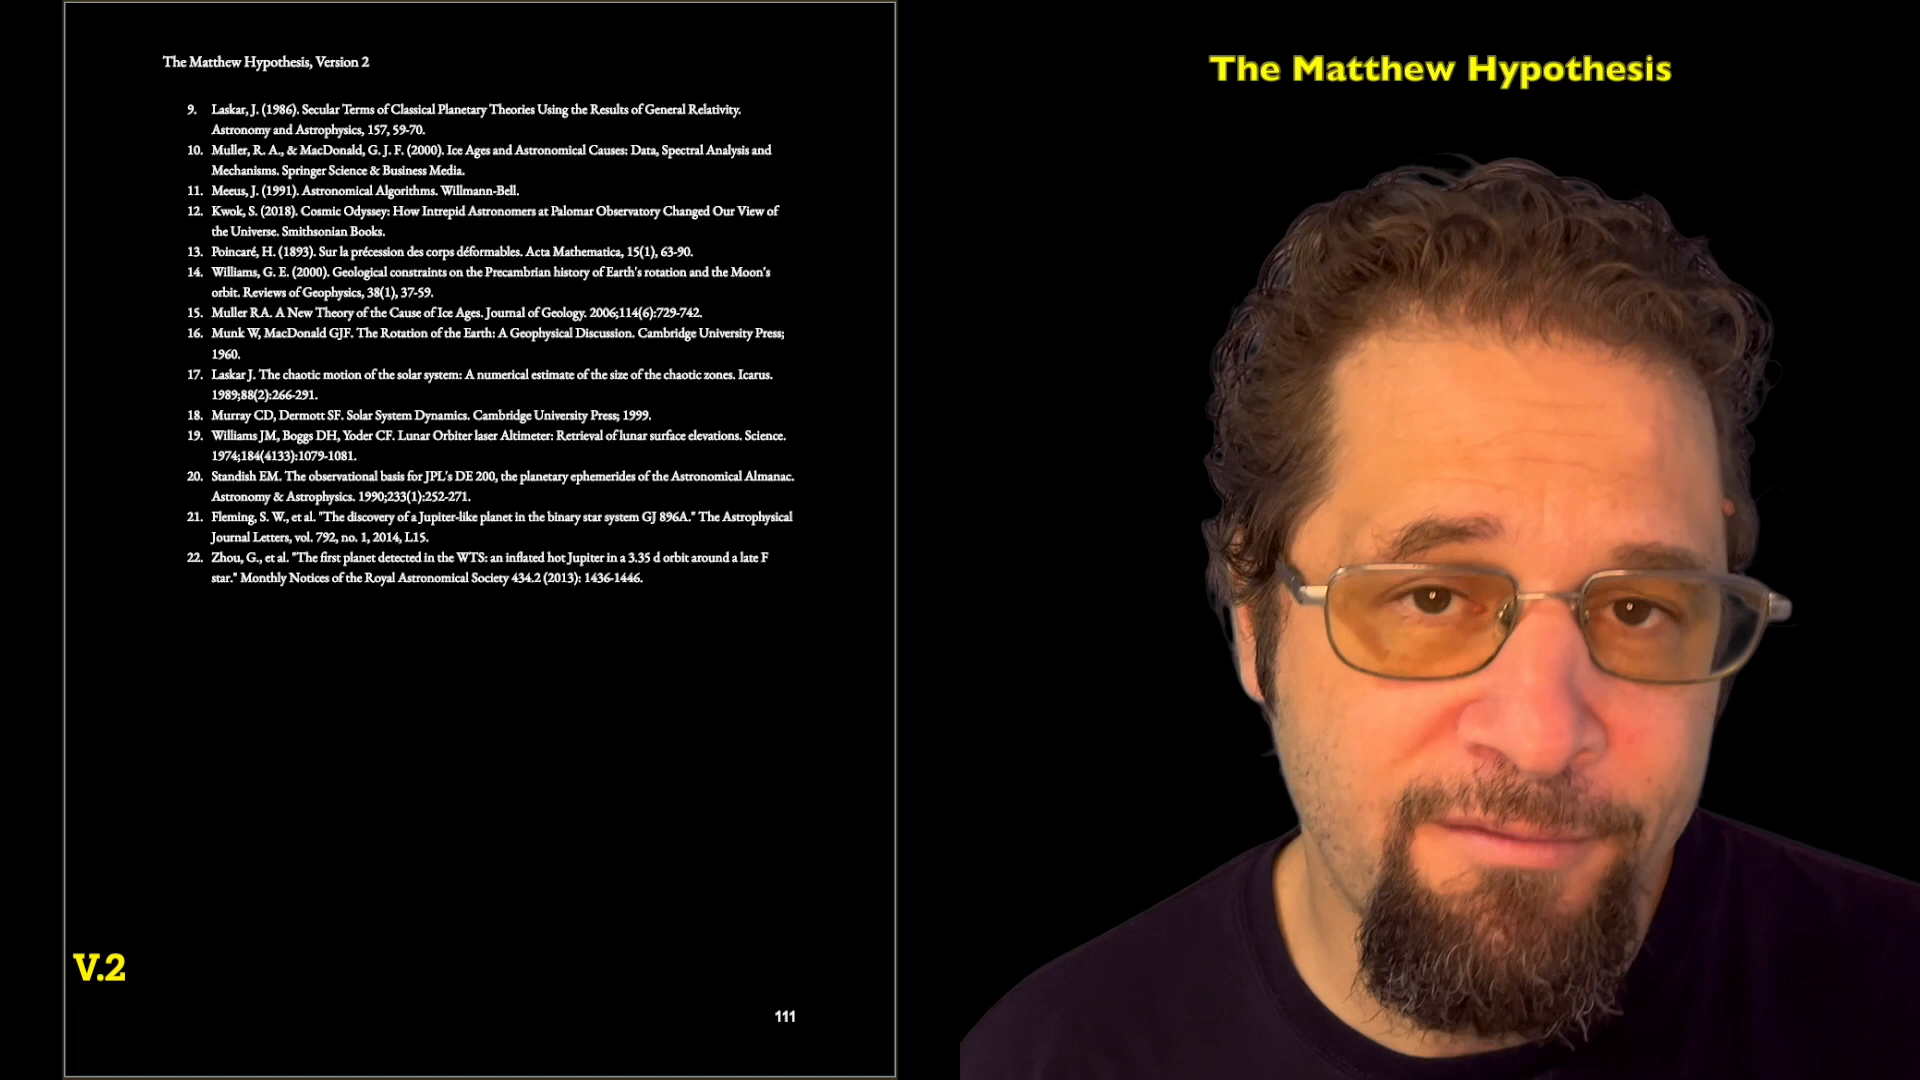 The Matthew Hypothesis, Version 2
9. Laskar, J. (1986). Secular Terms of Classical Planetary Theories Using the Results of General Relativity.
Astronomy and Astrophysics, 157, 59-70.
10. Muller, R. A., & MacDonald, G. J. F. (2000). Ice Ages and Astronomical Causes: Data, Spectral Analysis and
Mechanisms. Springer Science & Business Media.
11. Meeus, J. (1991). Astronomical Algorithms. Willmann-Bell.
12. Kwok, S. (2018). Cosmic Odyssey: How Intrepid Astronomers at Palomar Observatory Changed Our View of
the Universe. Smithsonian Books.
13. Poincaré, H. (1893). Sur la précession des corps déformables. Acta Mathematica, 15(1), 63-90.
14. Williams, G. E. (2000). Geological constraints on the Precambrian history of Earth's rotation and the Moon's
orbit. Reviews of Geophysics, 38(1), 37-59.
15. Muller RA. A New Theory of the Cause of Ice Ages. Journal of Geology. 2006;114(6):729-742.
16. Munk W, MacDonald GJF. The Rotation of the Earth: A Geophysical Discussion. Cambridge University Press;
1960.
17. Laskar J. The chaotic motion of the solar system: A numerical estimate of the size of the chaotic zones. Icarus.
1989;88(2):266-291.
18. Murray CD, Dermott SF. Solar System Dynamics. Cambridge University Press; 1999.
19. Williams JM, Boggs DH, Yoder CF. Lunar Orbiter laser Altimeter: Retrieval of lunar surface elevations. Science.
1974;184(4133):1079-1081.
20. Standish EM. The observational basis for JPL's DE 200, the planetary ephemerides of the Astronomical Almanac.
Astronomy & Astrophysics. 1990;233(1):252-271.
21. Fleming, S. W., et al. "The discovery of a Jupiter-like planet in the binary star system GJ 896A." The Astrophysical
Journal Letters, vol. 792, no. 1, 2014, L15.
22. Zhou, G., et al. "The first planet detected in the WTS: an inflated hot Jupiter in a 3.35 d orbit around a late F
star." Monthly Notices of the Royal Astronomical Society 434.2 (2013): 1436-1446.
V.2
111
The Matthew Hypothesis